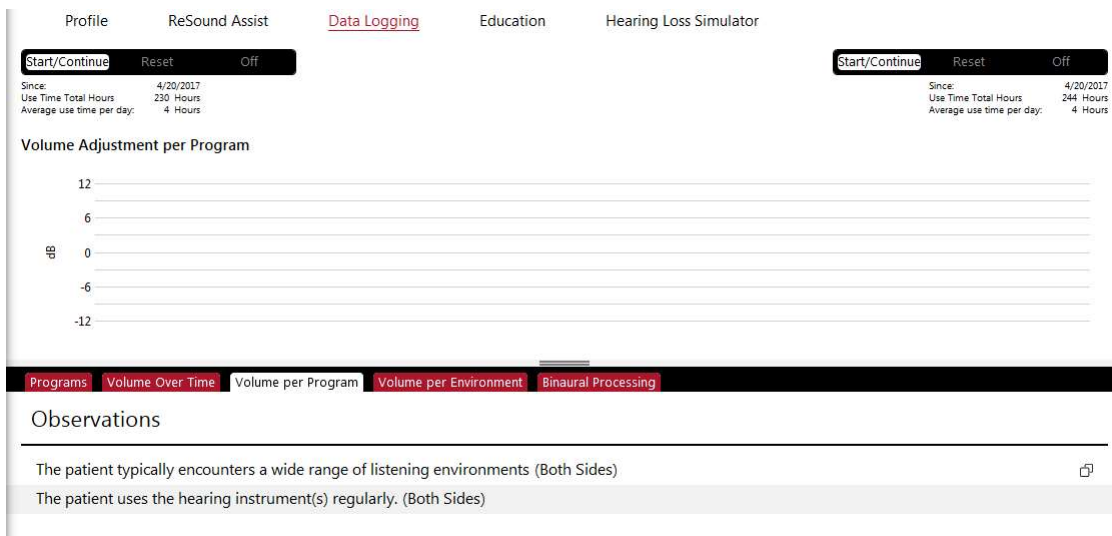 Profile ReSound Assist Data Logging Education Hearing Loss Simulator
Start/Continue Reset Off Start/Continue Reset Off
Since: 4/20/2017 Since: 4/20/2017
Use Time Total Hours 230 Hours Use Time Total Hours 244 Hours
Average use time per day: 4 Hours Average use time per day: 4 Hours
Volume Adjustment per Program
12
6
dB 0
-6
-12
Programs Volume Over Time Volume per Program Volume per Environment Binaural Processing
Observations
The patient typically encounters a wide range of listening environments (Both Sides)
The patient uses the hearing instrument(s) regularly. (Both Sides)